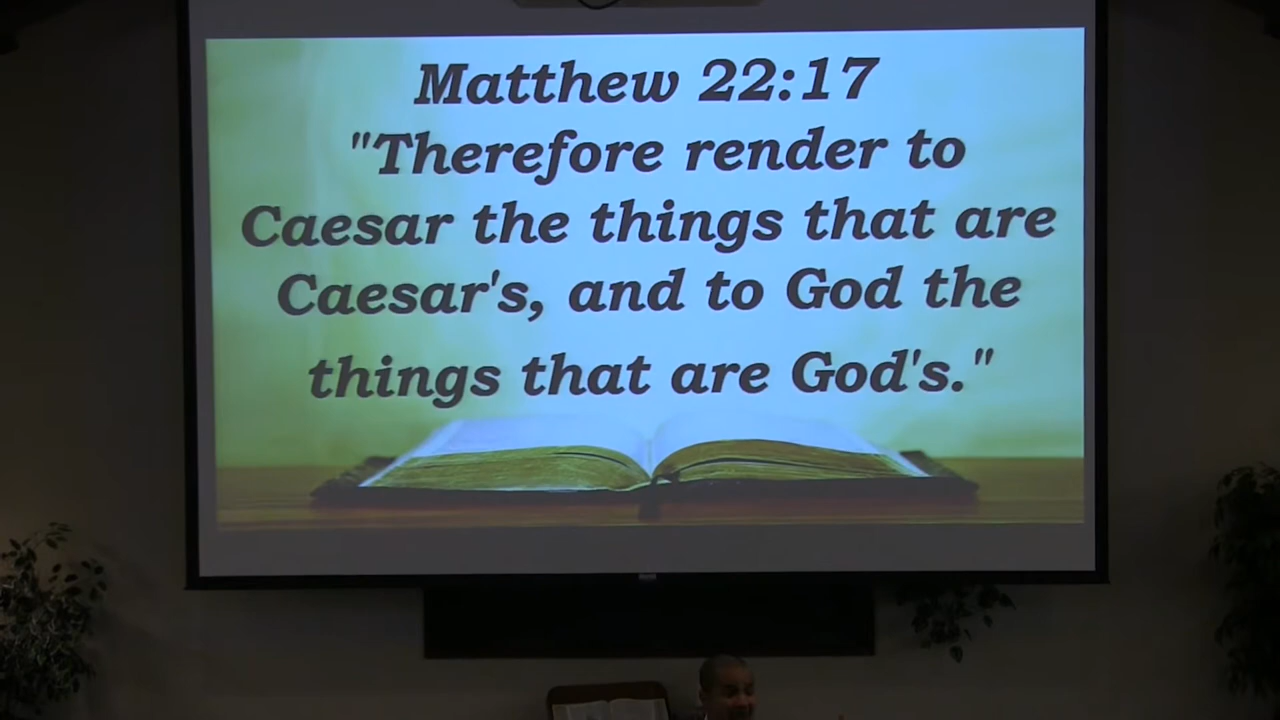 Matthew 22:17
"Therefore render to
Caesar the things that are
Caesar's, and to God the
things that are God's."